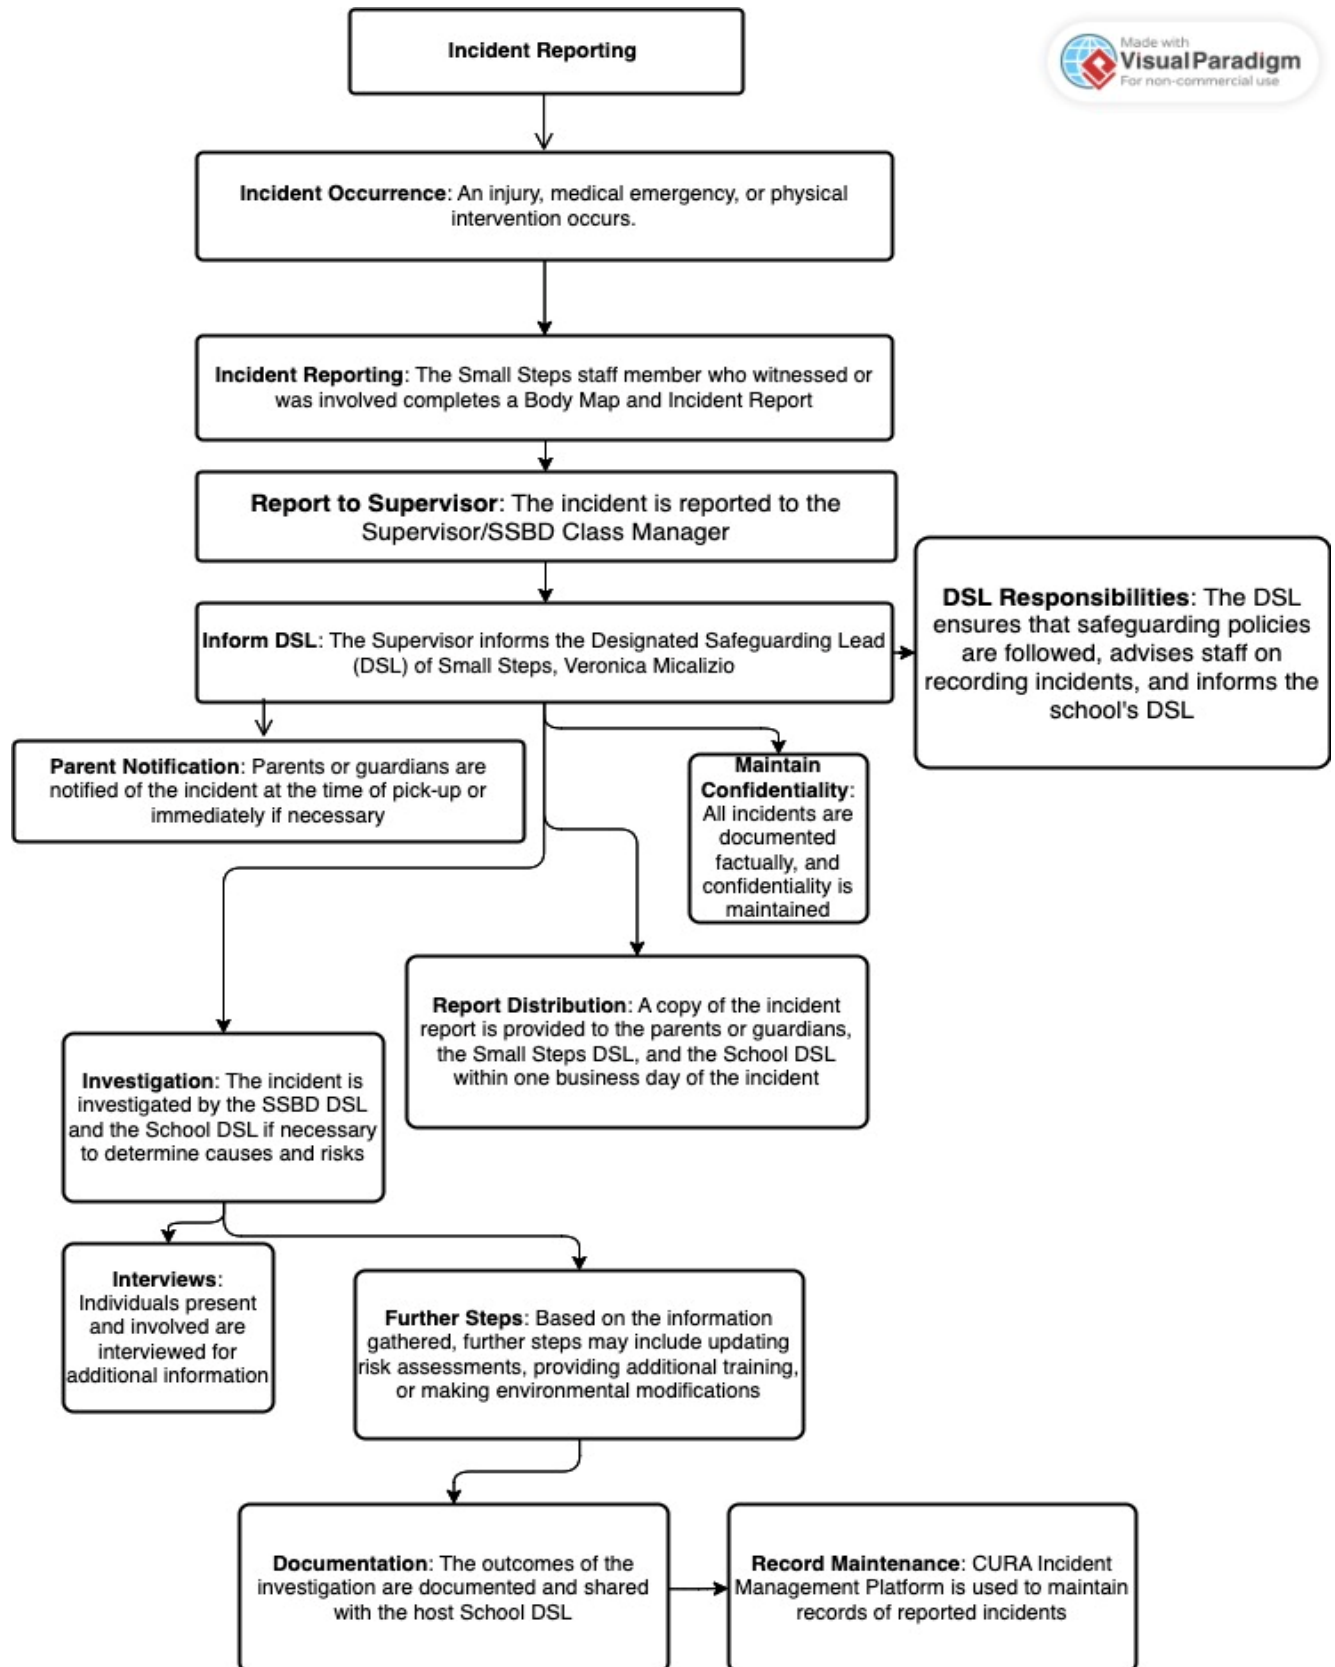 Incident Reporting
Made with
Visual Paradigm
For non-commercial use
Incident Occurrence: An injury, medical emergency, or physical
intervention occurs.
Incident Reporting: The Small Steps staff member who witnessed or
was involved completes a Body Map and Incident Report
Report to Supervisor: The incident is reported to the
Supervisor/SSBD Class Manager
Inform DSL: The Supervisor informs the Designated Safeguarding Lead
(DSL) of Small Steps, Veronica Micalizio
DSL Responsibilities: The DSL
ensures that safeguarding policies
are followed, advises staff on
recording incidents, and informs the
school's DSL
Parent Notification: Parents or guardians are
notified of the incident at the time of pick-up or
immediately if necessary
Maintain
Confidentiality:
All incidents are
documented
factually, and
confidentiality is
maintained
Report Distribution: A copy of the incident
report is provided to the parents or guardians,
the Small Steps DSL, and the School DSL
within one business day of the incident
Investigation: The incident is
investigated by the SSBD DSL
and the School DSL if necessary
to determine causes and risks
Interviews:
Individuals present
and involved are
interviewed for
additional information
Further Steps: Based on the information
gathered, further steps may include updating
risk assessments, providing additional training,
or making environmental modifications
Documentation: The outcomes of the
investigation are documented and shared
with the host School DSL
Record Maintenance: CURA Incident
Management Platform is used to maintain
records of reported incidents